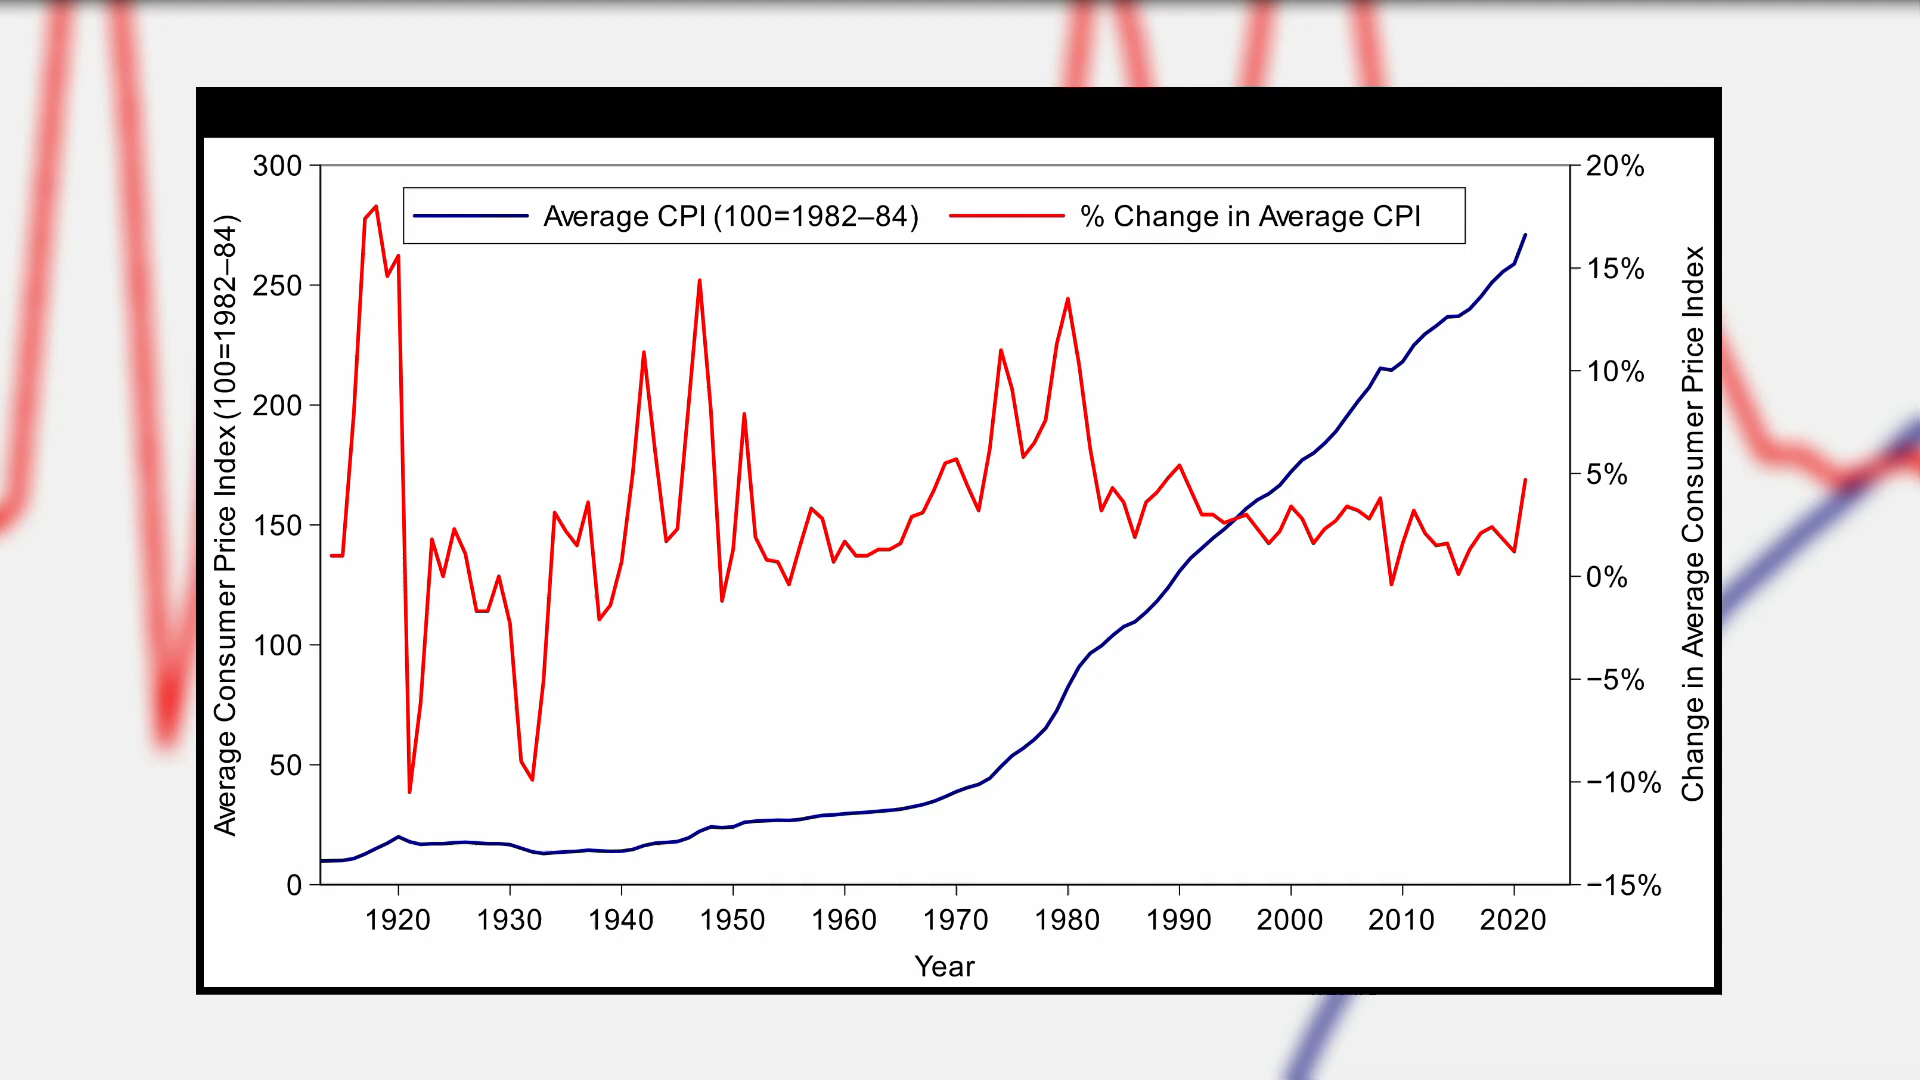 300
250
200
150
100
50
0
Average Consumer Price Index (100=1982–84)
Average CPI (100=1982–84)
% Change in Average CPI
20%
15%
10%
5%
0%
−5%
−10%
−15%
Change in Average Consumer Price Index
1920 1930 1940 1950 1960 1970 1980 1990 2000 2010 2020
Year